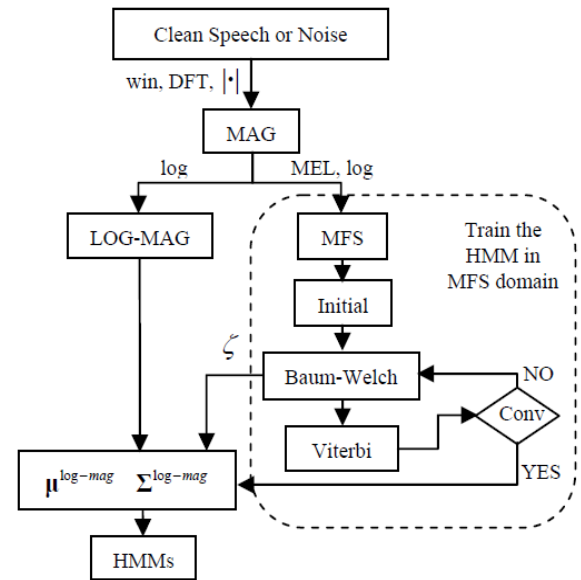 Clean Speech or Noise
win, DFT, |•|
MAG
log
MEL, log
LOG-MAG
MFS
Train the
HMM in
MFS domain
Initial
ζ
Baum-Welch
NO
Conv
Viterbi
YES
μ^log−mag Σ^log−mag
HMMs